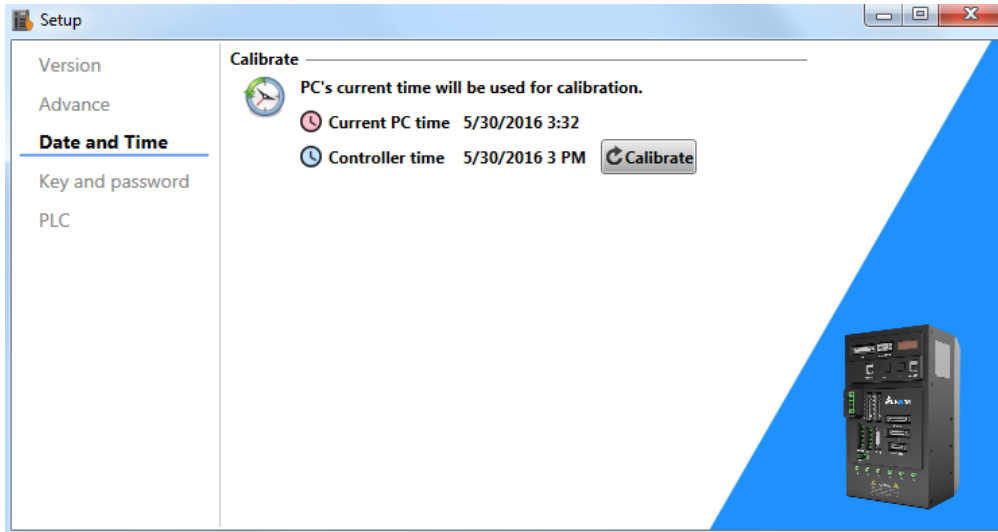 Setup
Version
Advance
Date and Time
Key and password
PLC
Calibrate
PC's current time will be used for calibration.
Current PC time 5/30/2016 3:32
Controller time 5/30/2016 3 PM Calibrate